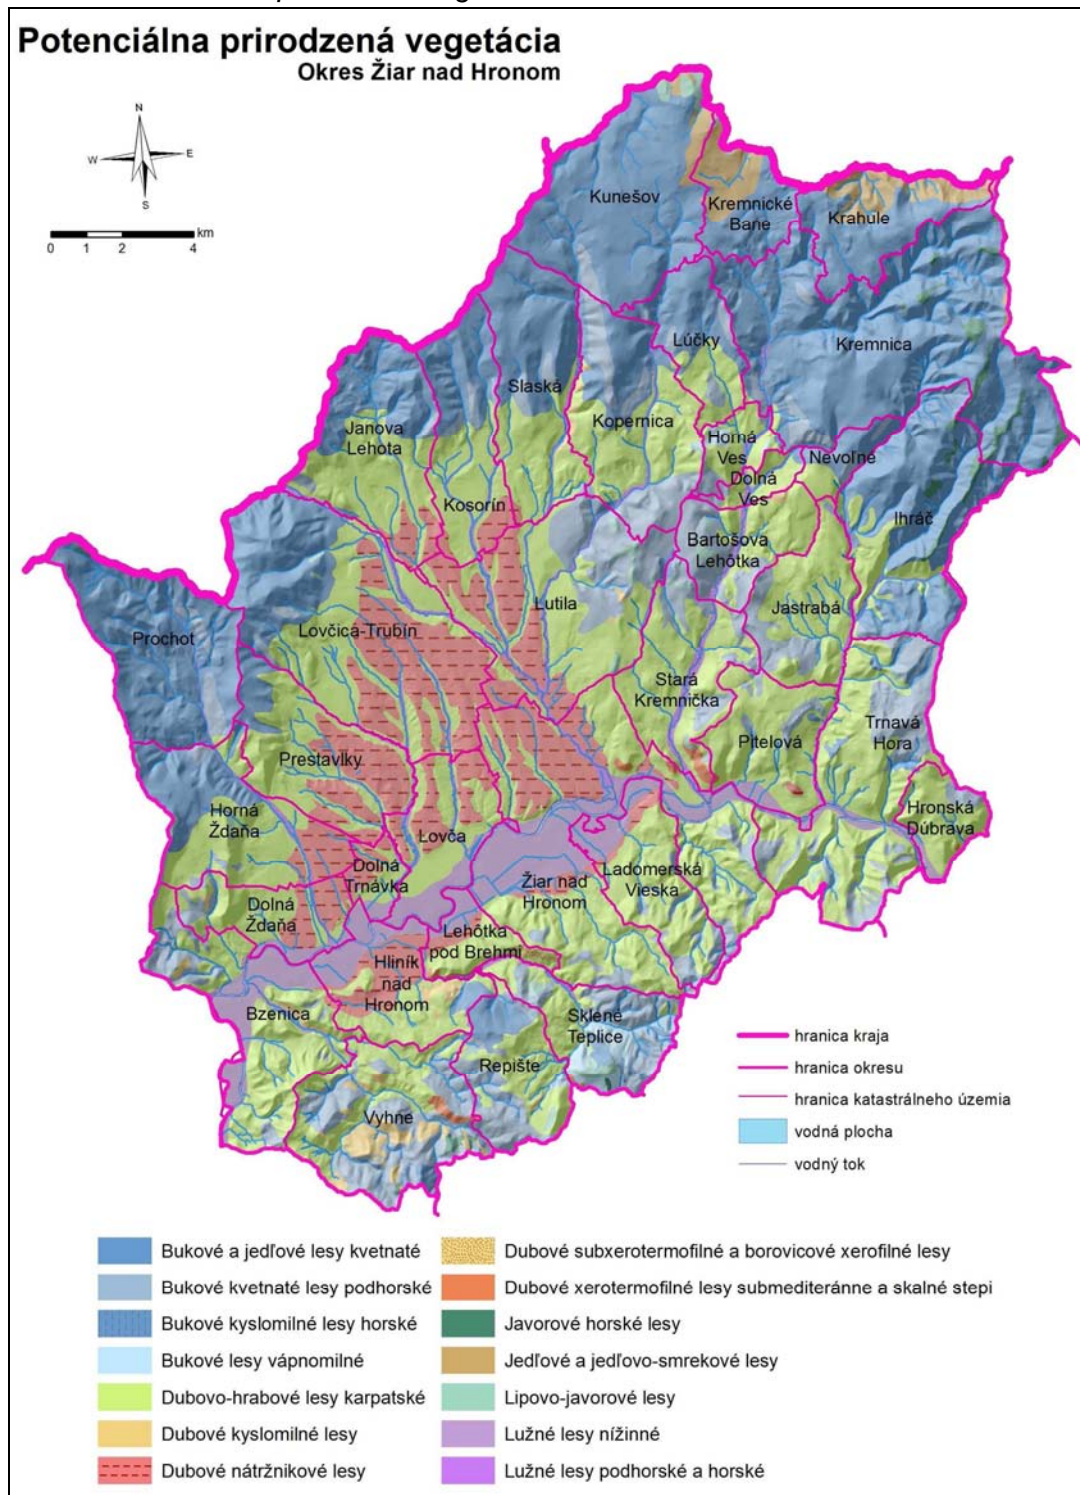 Potenciálna prirodzená vegetácia
Okres Žiar nad Hronom
N
W
E
S
km
0 1 2 4
Kunešov
Kremnické
Bane
Krahule
Lúčky
Kremnica
Slaská
Kopernica
Janova
Lehota
Horná
Ves
Nevoľné
Dolná
Ves
Kosorín
Ihráč
Bartošova
Lehôtka
Lutila
Jastrabá
Prochot
Lovčica-Trubín
Stará
Kremnička
Trnavá
Hora
Pitelová
Prestavlky
Horná
Ždaňa
Hronská
Dúbrava
Lovča
Dolná
Trnávka
Ladomerská
Vieska
Žiar nad
Hronom
Dolná
Ždaňa
Lehôtka
pod Brehmi
Hliník
nad
Hronom
Bzenica
Sklené
Teplice
Repište
Vyhne
hranica kraja
hranica okresu
hranica katastrálneho územia
vodná plocha
vodný tok
Bukové a jedľové lesy kvetnaté
Bukové kvetnaté lesy podhorské
Bukové kyslomilné lesy horské
Bukové lesy vápnomilné
Dubovo-hrabové lesy karpatské
Dubové kyslomilné lesy
Dubové nátržnikové lesy
Dubové subxerotermofilné a borovicové xerofilné lesy
Dubové xerotermofilné lesy submediteránne a skalné stepi
Javorové horské lesy
Jedľové a jedľovo-smrekové lesy
Lipovo-javorové lesy
Lužné lesy nížinné
Lužné lesy podhorské a horské